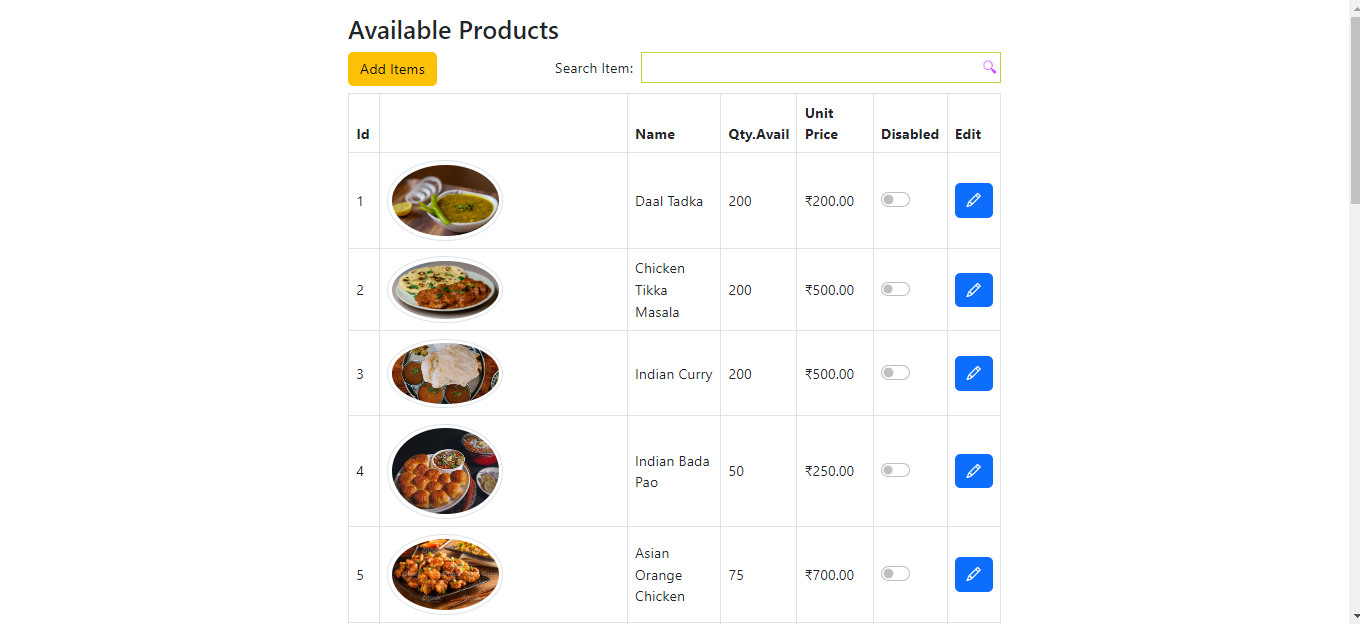 Available Products
Add Items
Search Item:
Id
Name
Qty.Avail
Unit
Price
Disabled
Edit
1
Daal Tadka
200
₹200.00
2
Chicken
Tikka
Masala
200
₹500.00
3
Indian Curry
200
₹500.00
4
Indian Bada
Pao
50
₹250.00
5
Asian
Orange
Chicken
75
₹700.00